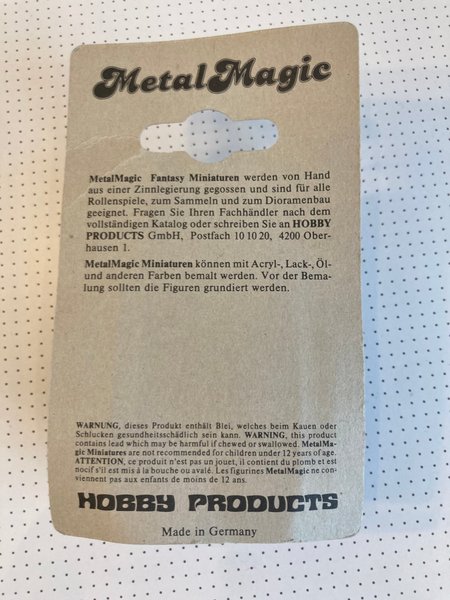 MetalMagic
MetalMagic Fantasy Miniaturen werden von Hand
aus einer Zinnlegierung gegossen und sind für alle
Rollenspiele, zum Sammeln und zum Dioramenbau
geeignet. Fragen Sie Ihren Fachhändler nach dem
vollständigen Katalog oder schreiben Sie an HOBBY
PRODUCTS GmbH, Postfach 10 10 20, 4200 Ober-
hausen 1.
MetalMagic Miniaturen können mit Acryl-, Lack-, Öl-
und anderen Farben bemalt werden. Vor der Bema-
lung sollten die Figuren grundiert werden.
WARNUNG, dieses Produkt enthält Blei, welches beim Kauen oder
Schlucken gesundheitsschädlich sein kann. WARNING, this product
contains lead which may be harmful if chewed or swallowed. MetalMa-
gic Miniatures are not recommended for children under 12 years of age.
ATTENTION, ce produit n'est pas un jouet, il contient du plomb et est
nocif s'il est mis à la bouche ou avalé. Les figurines MetalMagic ne con-
viennent pas aux enfants de moins de 12 ans.
HOBBY PRODUCTS
Made in Germany